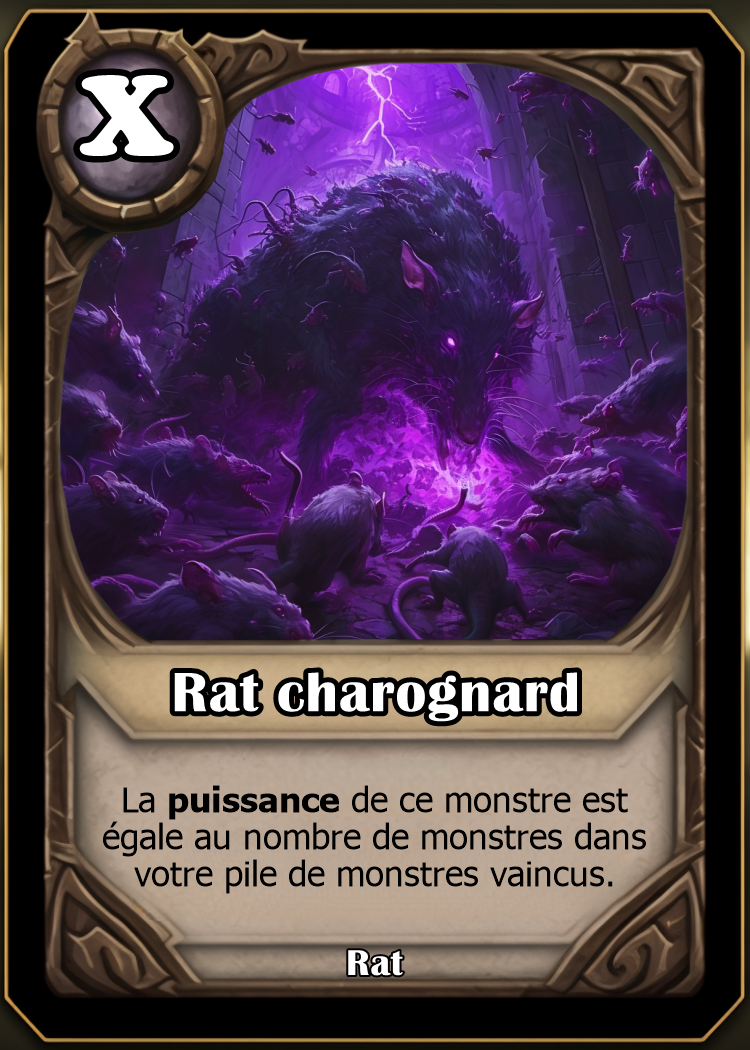 X
Rat charognard
La puissance de ce monstre est
égale au nombre de monstres dans
votre pile de monstres vaincus.
Rat